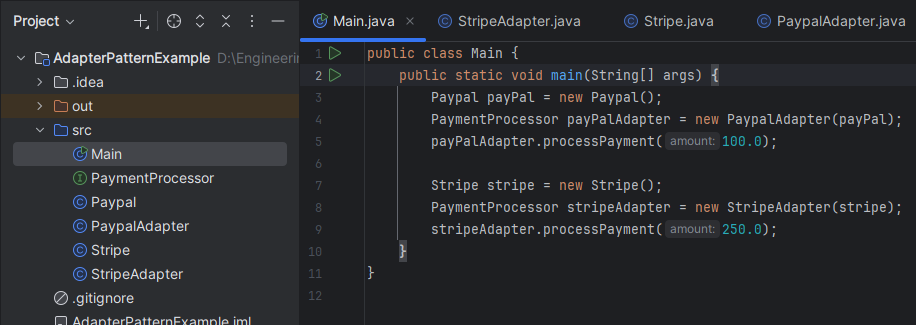 Project
AdapterPatternExample D:\Engineering
.idea
out
src
Main
PaymentProcessor
Paypal
PaypalAdapter
Stripe
StripeAdapter
.gitignore
AdapterPatternExample.iml
Main.java
StripeAdapter.java
Stripe.java
PaypalAdapter.java
1 public class Main {
2 public static void main(String[] args) {
3 Paypal payPal = new Paypal();
4 PaymentProcessor payPalAdapter = new PaypalAdapter(payPal);
5 payPalAdapter.processPayment( amount: 100.0);
6
7 Stripe stripe = new Stripe();
8 PaymentProcessor stripeAdapter = new StripeAdapter(stripe);
9 stripeAdapter.processPayment( amount: 250.0);
10 }
11 }
12